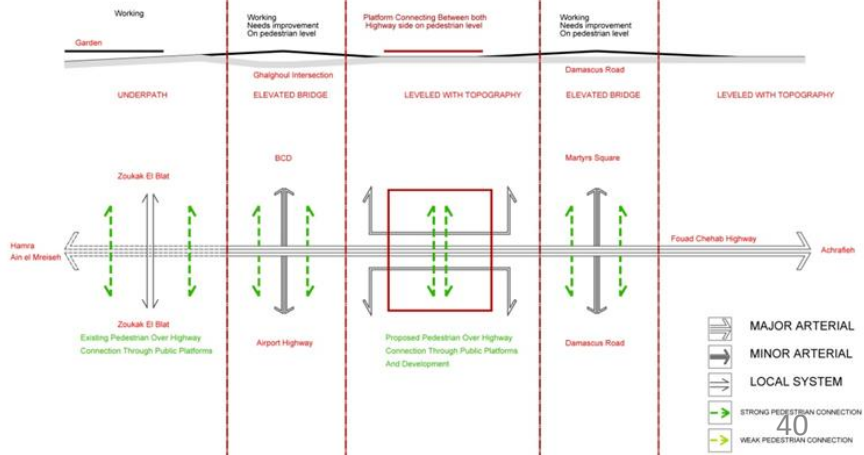 Working
Garden
Working
Needs improvement
On pedestrian level
Platform Connecting Between both
Highway side on pedestrian level
Working
Needs improvement
On pedestrian level
Ghalghoul Intersection
Damascus Road
UNDERPATH
ELEVATED BRIDGE
LEVELED WITH TOPOGRAPHY
ELEVATED BRIDGE
LEVELED WITH TOPOGRAPHY
Zoukak El Blat
BCD
Martyrs Square
Hamra
Ain el Mreiseh
Fouad Chehab Highway
Achrafieh
Zoukak El Blat
Existing Pedestrian Over Highway
Connection Through Public Platforms
Airport Highway
Proposed Pedestrian Over Highway
Connection Through Public Platforms
And Development
Damascus Road
MAJOR ARTERIAL
MINOR ARTERIAL
LOCAL SYSTEM
STRONG PEDESTRIAN CONNECTION
WEAK PEDESTRIAN CONNECTION
40